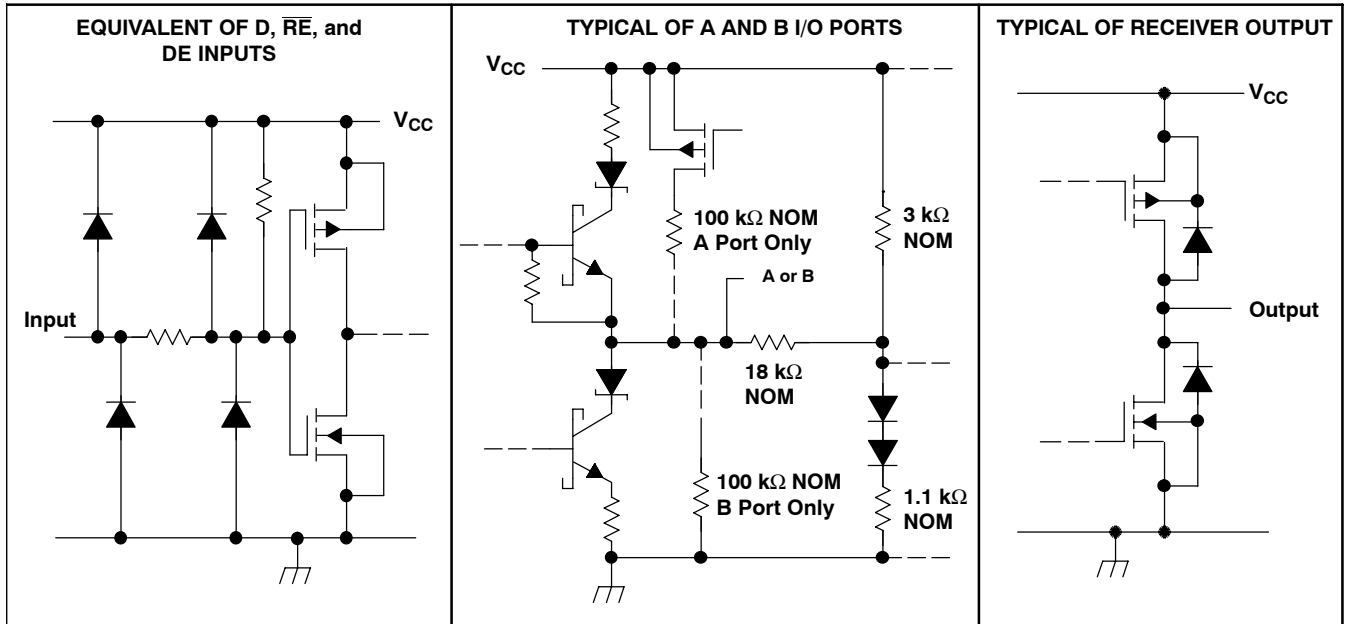 EQUIVALENT OF D, R̅E̅, and
DE INPUTS
VCC
Input
TYPICAL OF A AND B I/O PORTS
VCC
100 kΩ NOM
A Port Only
3 kΩ
NOM
A or B
18 kΩ
NOM
100 kΩ NOM
B Port Only
1.1 kΩ
NOM
TYPICAL OF RECEIVER OUTPUT
VCC
Output